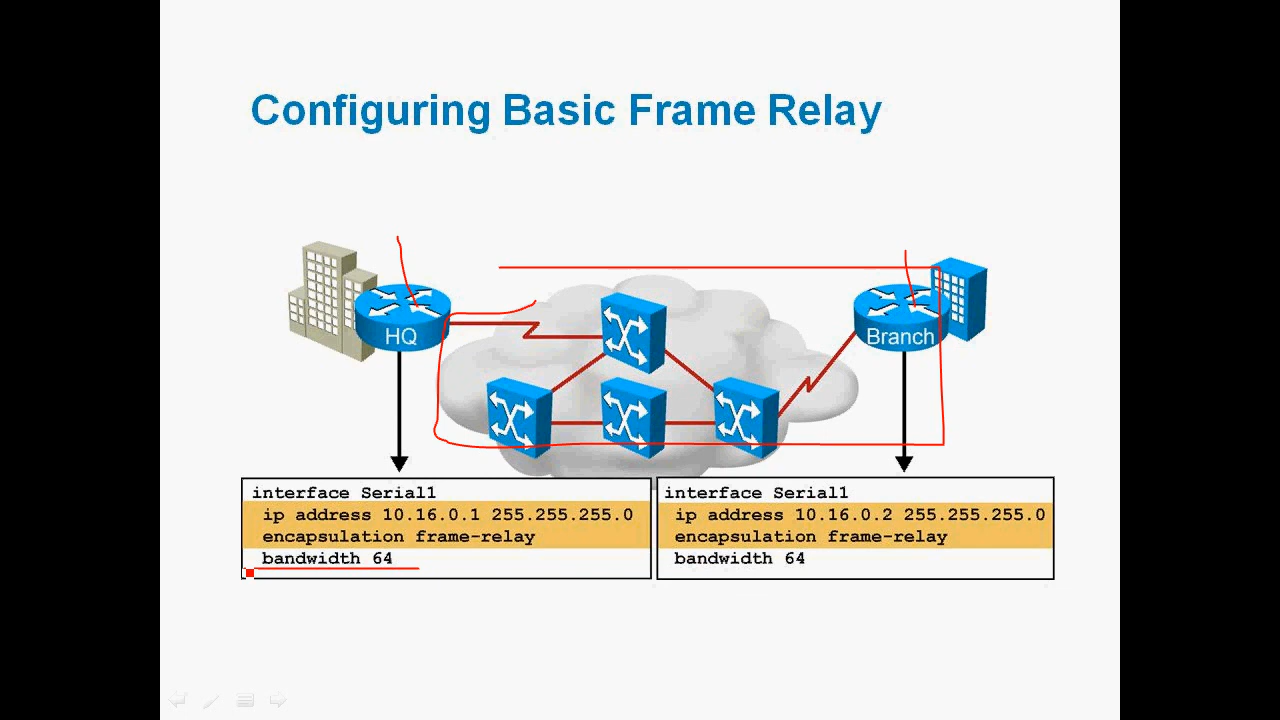 Configuring Basic Frame Relay
HQ
Branch
interface Serial1
ip address 10.16.0.1 255.255.255.0
encapsulation frame-relay
bandwidth 64
interface Serial1
ip address 10.16.0.2 255.255.255.0
encapsulation frame-relay
bandwidth 64